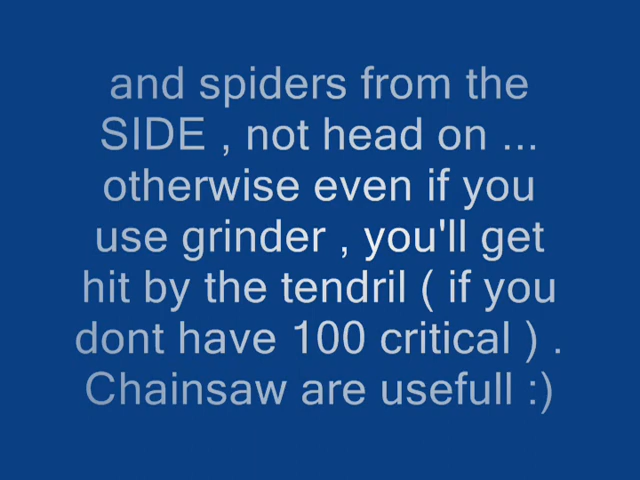 and spiders from the
SIDE , not head on ...
otherwise even if you
use grinder , you'll get
hit by the tendril ( if you
dont have 100 critical ) .
Chainsaw are usefull :)